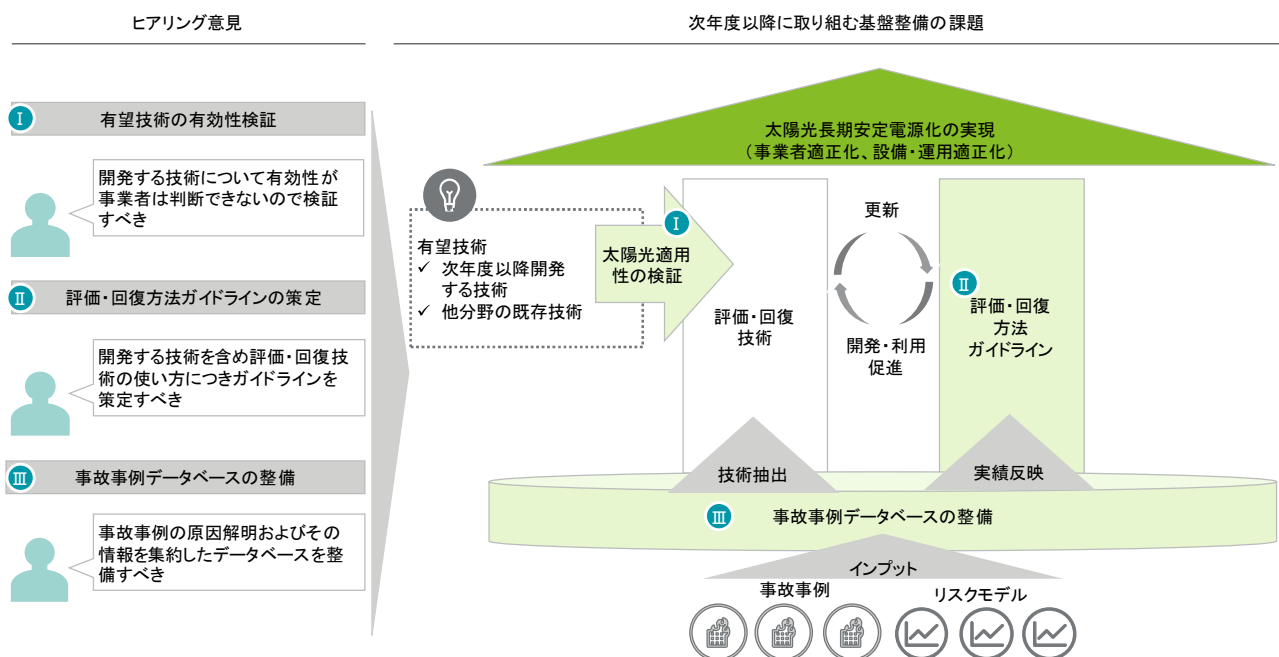 ヒアリング意見
Ⅰ
有望技術の有効性検証
開発する技術について有効性が
事業者は判断できないので検証
すべき
Ⅱ
評価・回復方法ガイドラインの策定
開発する技術を含め評価・回復技
術の使い方につきガイドラインを
策定すべき
Ⅲ
事故事例データベースの整備
事故事例の原因解明およびその
情報を集約したデータベースを整
備すべき
次年度以降に取り組む基盤整備の課題
太陽光長期安定電源化の実現
（事業者適正化、設備・運用適正化）
有望技術
✓ 次年度以降開発
する技術
✓ 他分野の既存技術
Ⅰ
太陽光適用
性の検証
評価・回復
技術
更新
開発・利用
促進
Ⅱ
評価・回復
方法
ガイドライン
技術抽出
実績反映
Ⅲ
事故事例データベースの整備
インプット
事故事例
リスクモデル